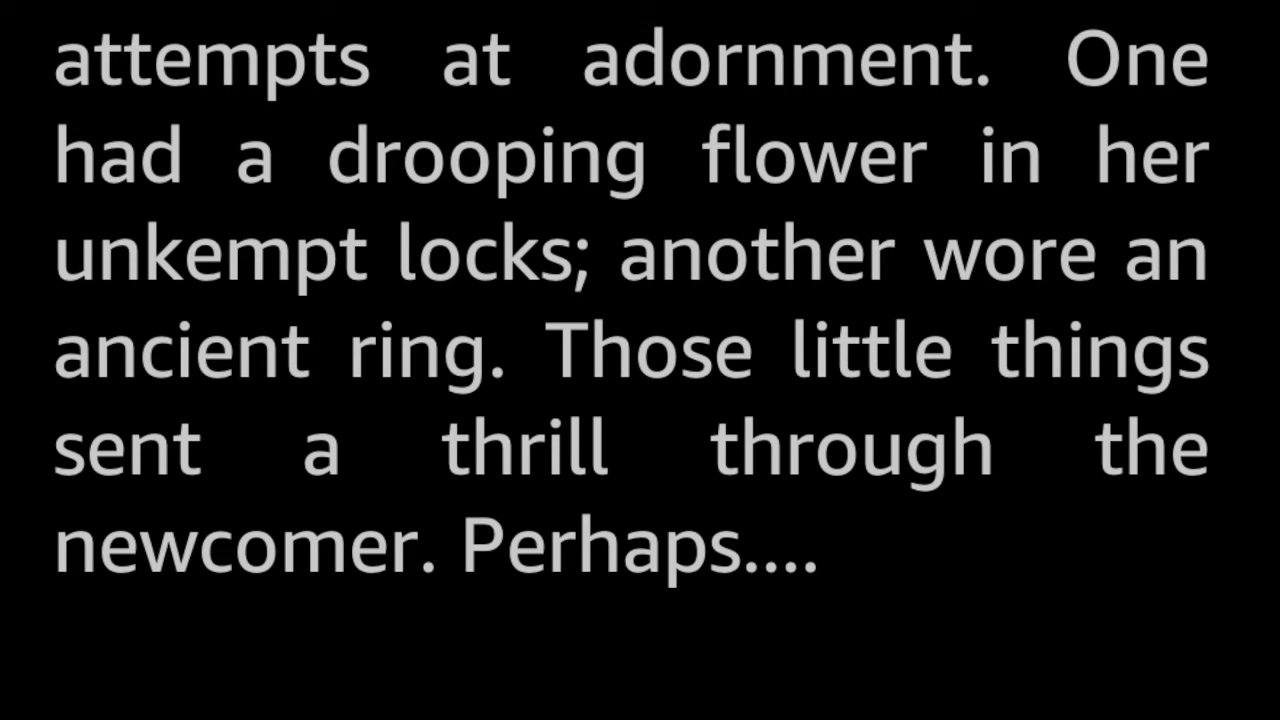 attempts at adornment. One
had a drooping flower in her
unkempt locks; another wore an
ancient ring. Those little things
sent a thrill through the
newcomer. Perhaps....